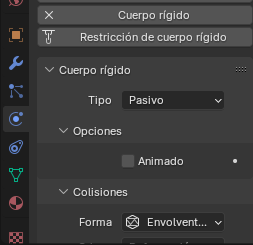 Cuerpo rígido
Restricción de cuerpo rígido
Cuerpo rígido
Tipo Pasivo
Opciones
Animado
Colisiones
Forma Envolvent...